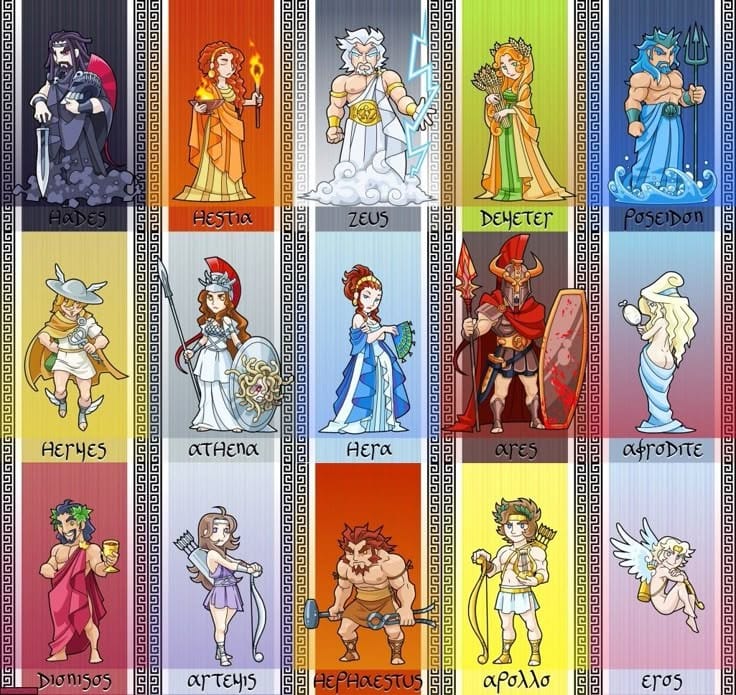 HADES
HESTIA
ZEUS
DEMETER
POSEIDON
HERMES
ATHENA
HERA
ARES
AFRODITE
DIONISOS
ARTEMIS
HEPHAESTUS
APOLLO
EROS